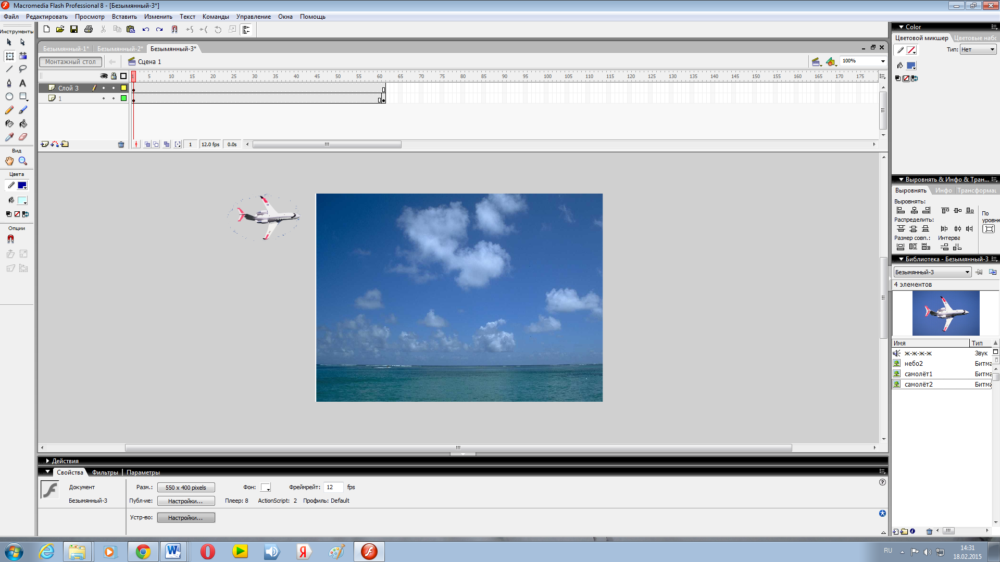 Macromedia Flash Professional 8 - [Безымянный-3*]
Файл Редактировать Просмотр Вставить Изменить Текст Команды Управление Окна Помощь
Инструменты
Безымянный-1* Безымянный-2* Безымянный-3*
Монтажный стол Сцена 1 100%
1 5 10 15 20 25 30 35 40 45 50 55 60 65 70 75 80 85 90 95 100 105 110 115 120 125 130 135 140 145 150 155 160 165 170 175
Слой 3
1
1 12.0 fps 0.0s
Вид
Цвета
Опции
Color
Цветовой микшер Цветовые набо
Тип: Нет
Выровнять & Инфо & Тран...
Выровнять Инфо Трансформац
Выровнять:
По уровню
Распределить:
Размер совп.: Интерва
Библиотека - Безымянный-3
Безымянный-3
4 элементов
Имя Тип
ж-ж-ж-ж Звук
небо2 Битма
самолёт1 Битма
самолёт2 Битма
Действия
Свойства Фильтры Параметры
Документ Разм.: 550 x 400 pixels Фон: Фреймрейт: 12 fps
Безымянный-3 Публ-ие: Настройки... Плеер: 8 ActionScript: 2 Профиль: Default
Устр-во: Настройки...
RU 14:31
18.02.2015